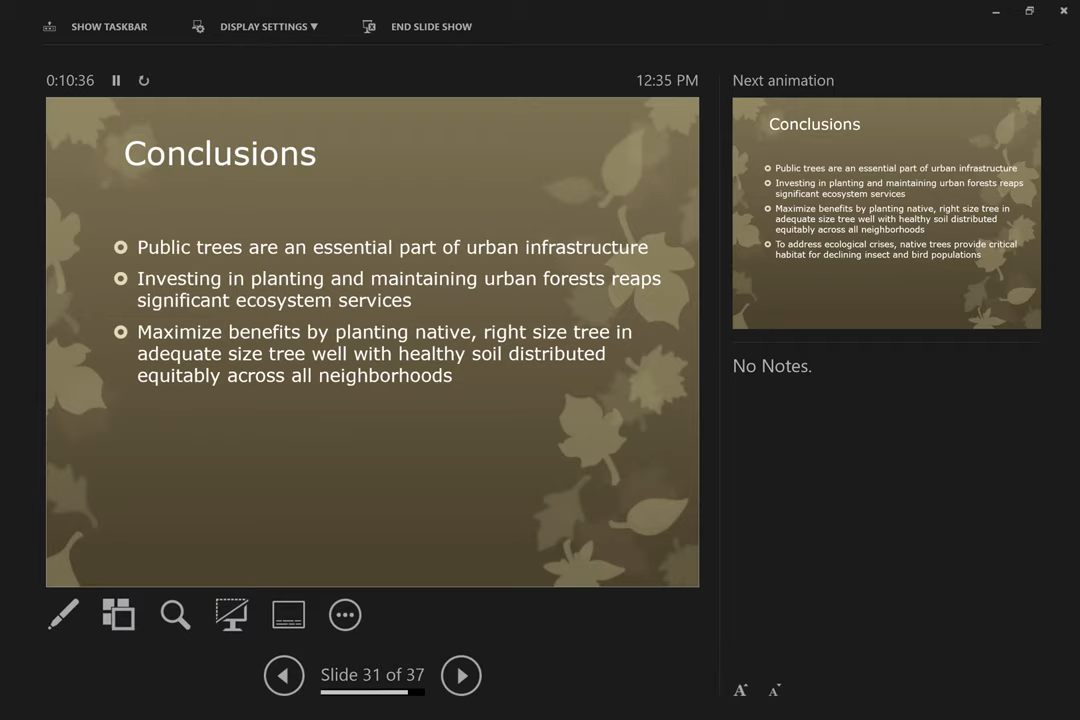 SHOW TASKBAR
DISPLAY SETTINGS ▼
END SLIDE SHOW
0:10:36
12:35 PM
Conclusions
Public trees are an essential part of urban infrastructure
Investing in planting and maintaining urban forests reaps
significant ecosystem services
Maximize benefits by planting native, right size tree in
adequate size tree well with healthy soil distributed
equitably across all neighborhoods
Slide 31 of 37
Next animation
Conclusions
Public trees are an essential part of urban infrastructure
Investing in planting and maintaining urban forests reaps
significant ecosystem services
Maximize benefits by planting native, right size tree in
adequate size tree well with healthy soil distributed
equitably across all neighborhoods
To address ecological crises, native trees provide critical
habitat for declining insect and bird populations
No Notes.
A A